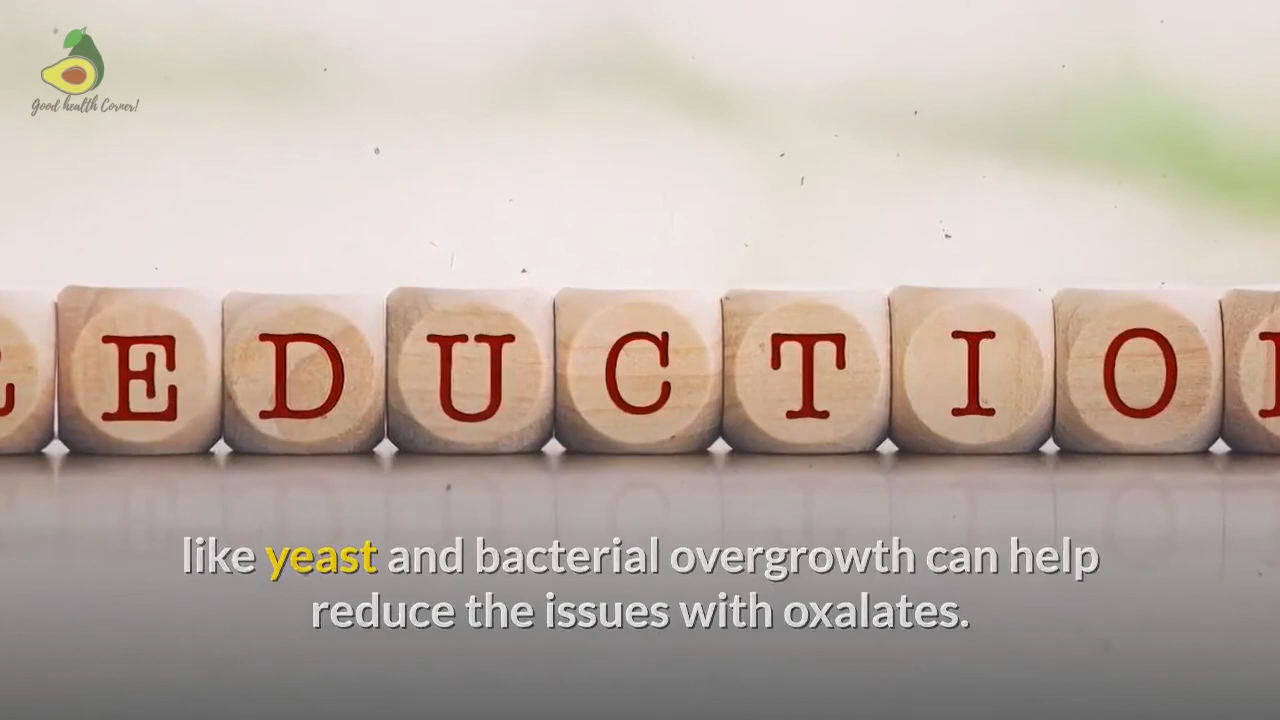 Good health Corner!
EDUCTIO
like yeast and bacterial overgrowth can help
reduce the issues with oxalates.